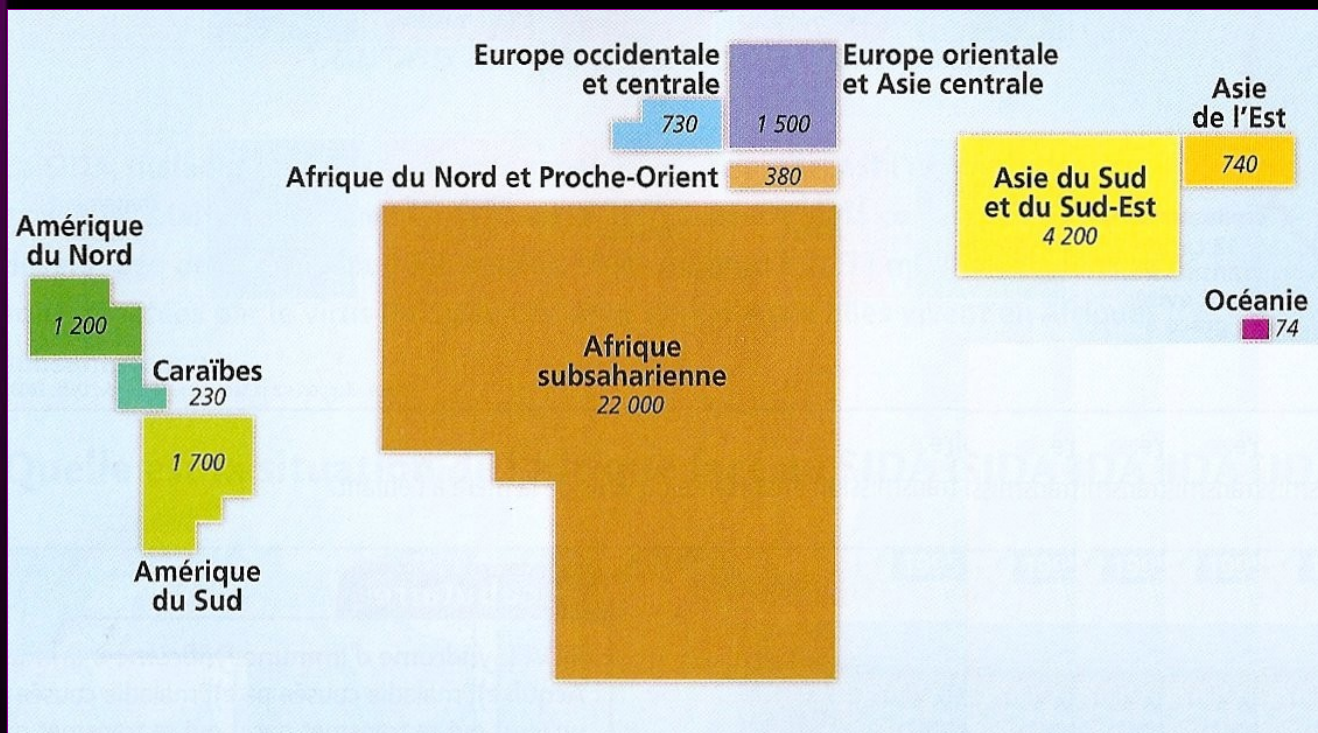 Europe occidentale
et centrale
730
Europe orientale
et Asie centrale
1 500
Asie
de l'Est
740
Afrique du Nord et Proche-Orient
380
Asie du Sud
et du Sud-Est
4 200
Amérique
du Nord
1 200
Océanie
74
Caraïbes
230
Afrique
subsaharienne
22 000
1 700
Amérique
du Sud